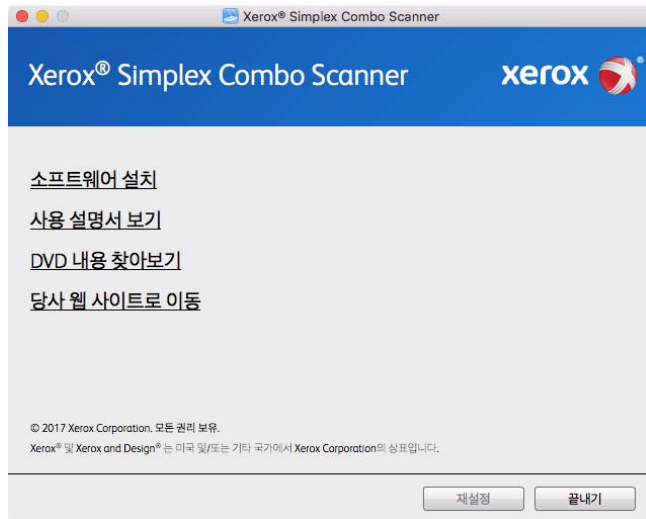 Xerox® Simplex Combo Scanner
Xerox® Simplex Combo Scanner
xerox®
소프트웨어 설치
사용 설명서 보기
DVD 내용 찾아보기
당사 웹 사이트로 이동
© 2017 Xerox Corporation. 모든 권리 보유.
Xerox® 및 Xerox and Design® 는 미국 및/또는 기타 국가에서 Xerox Corporation의 상표입니다.
재설정
끝내기